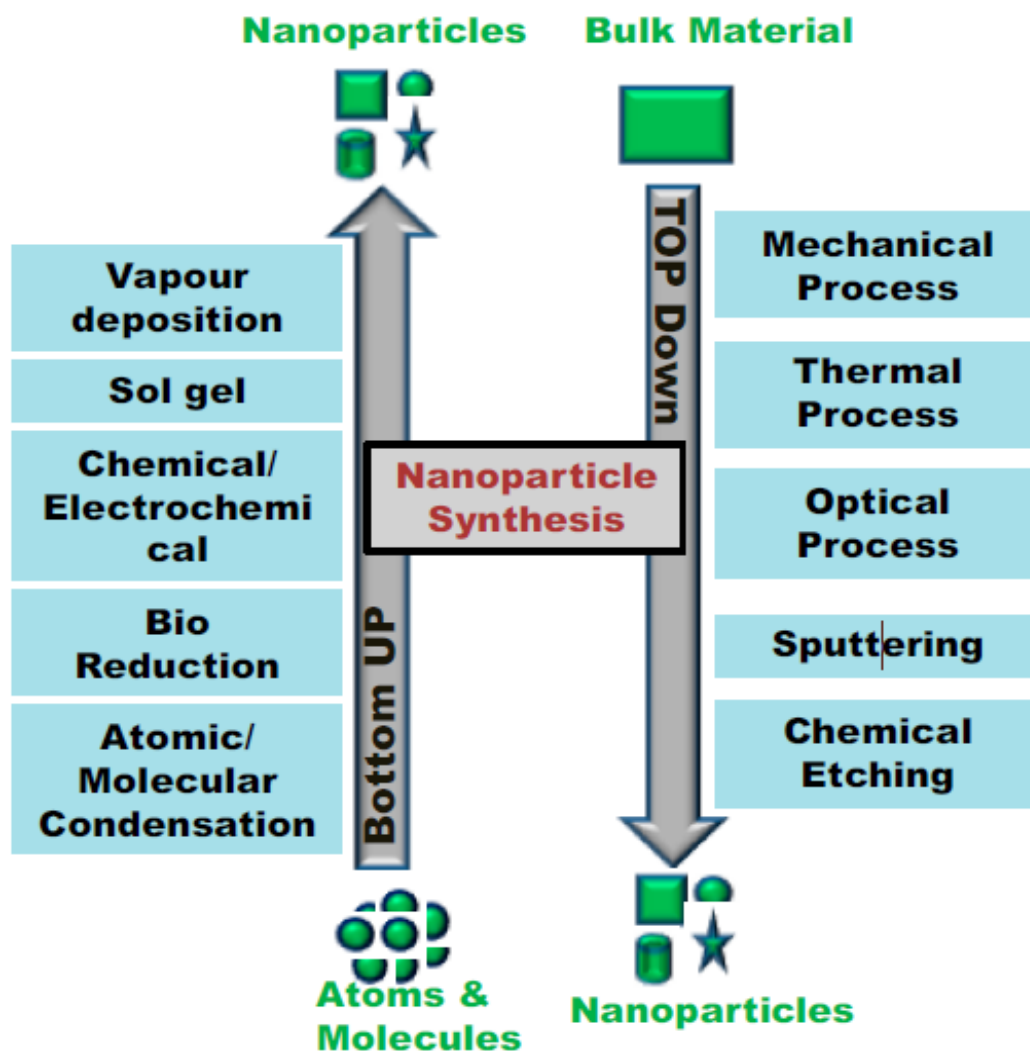 Nanoparticles
Bulk Material
Vapour
deposition
Sol gel
Chemical/
Electrochemi
cal
Bio
Reduction
Atomic/
Molecular
Condensation
Bottom UP
Nanoparticle
Synthesis
TOP Down
Mechanical
Process
Thermal
Process
Optical
Process
Sputtering
Chemical
Etching
Atoms &
Molecules
Nanoparticles